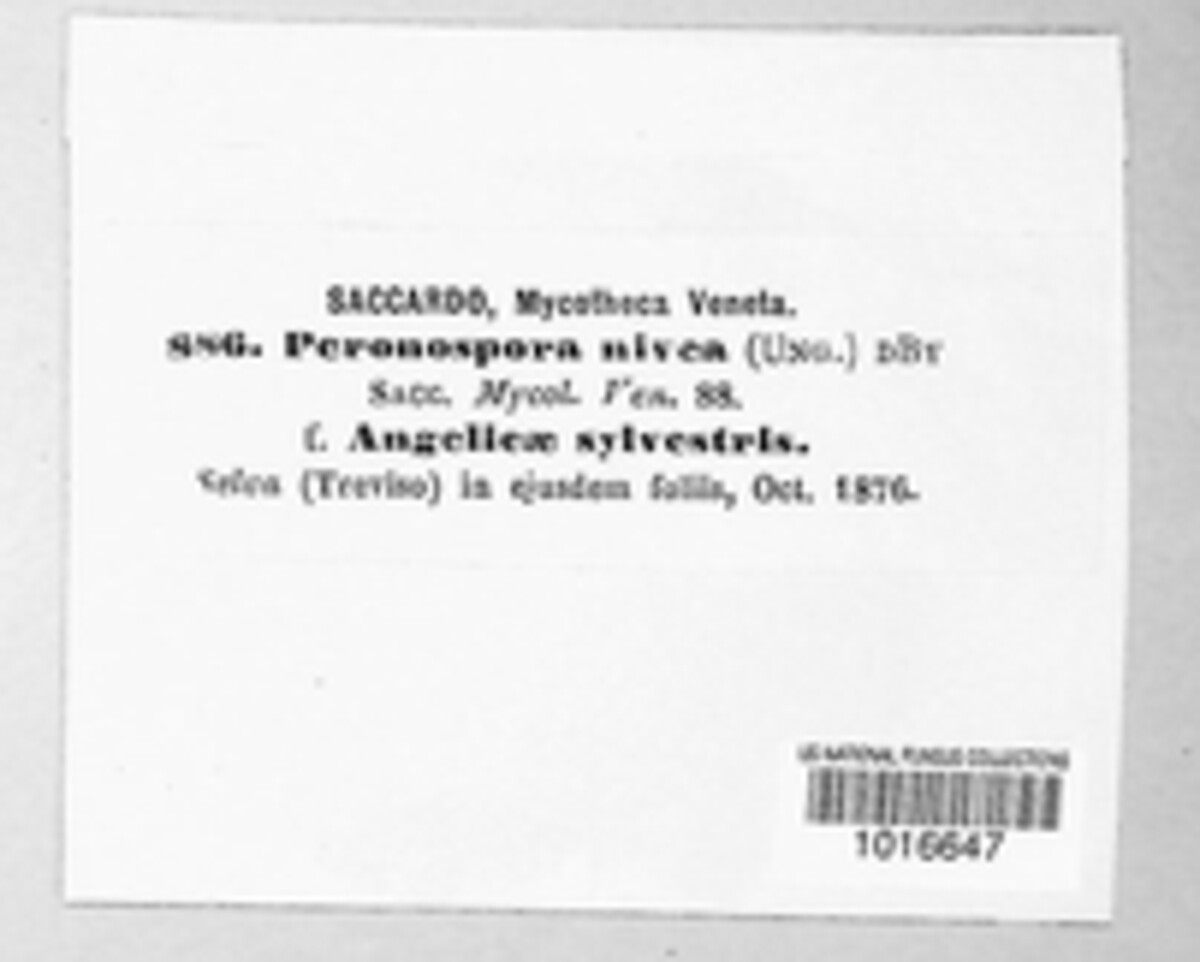 SACCARDO, Mycotheca Veneta.
886. Peronospora nivea (Ung.) DBY
Sacc. Mycol. Ven. 88.
f. Angelicæ sylvestris.
Selva (Treviso) in ejusdem foliis, Oct. 1876.
US NATIONAL FUNGUS COLLECTIONS
1016647